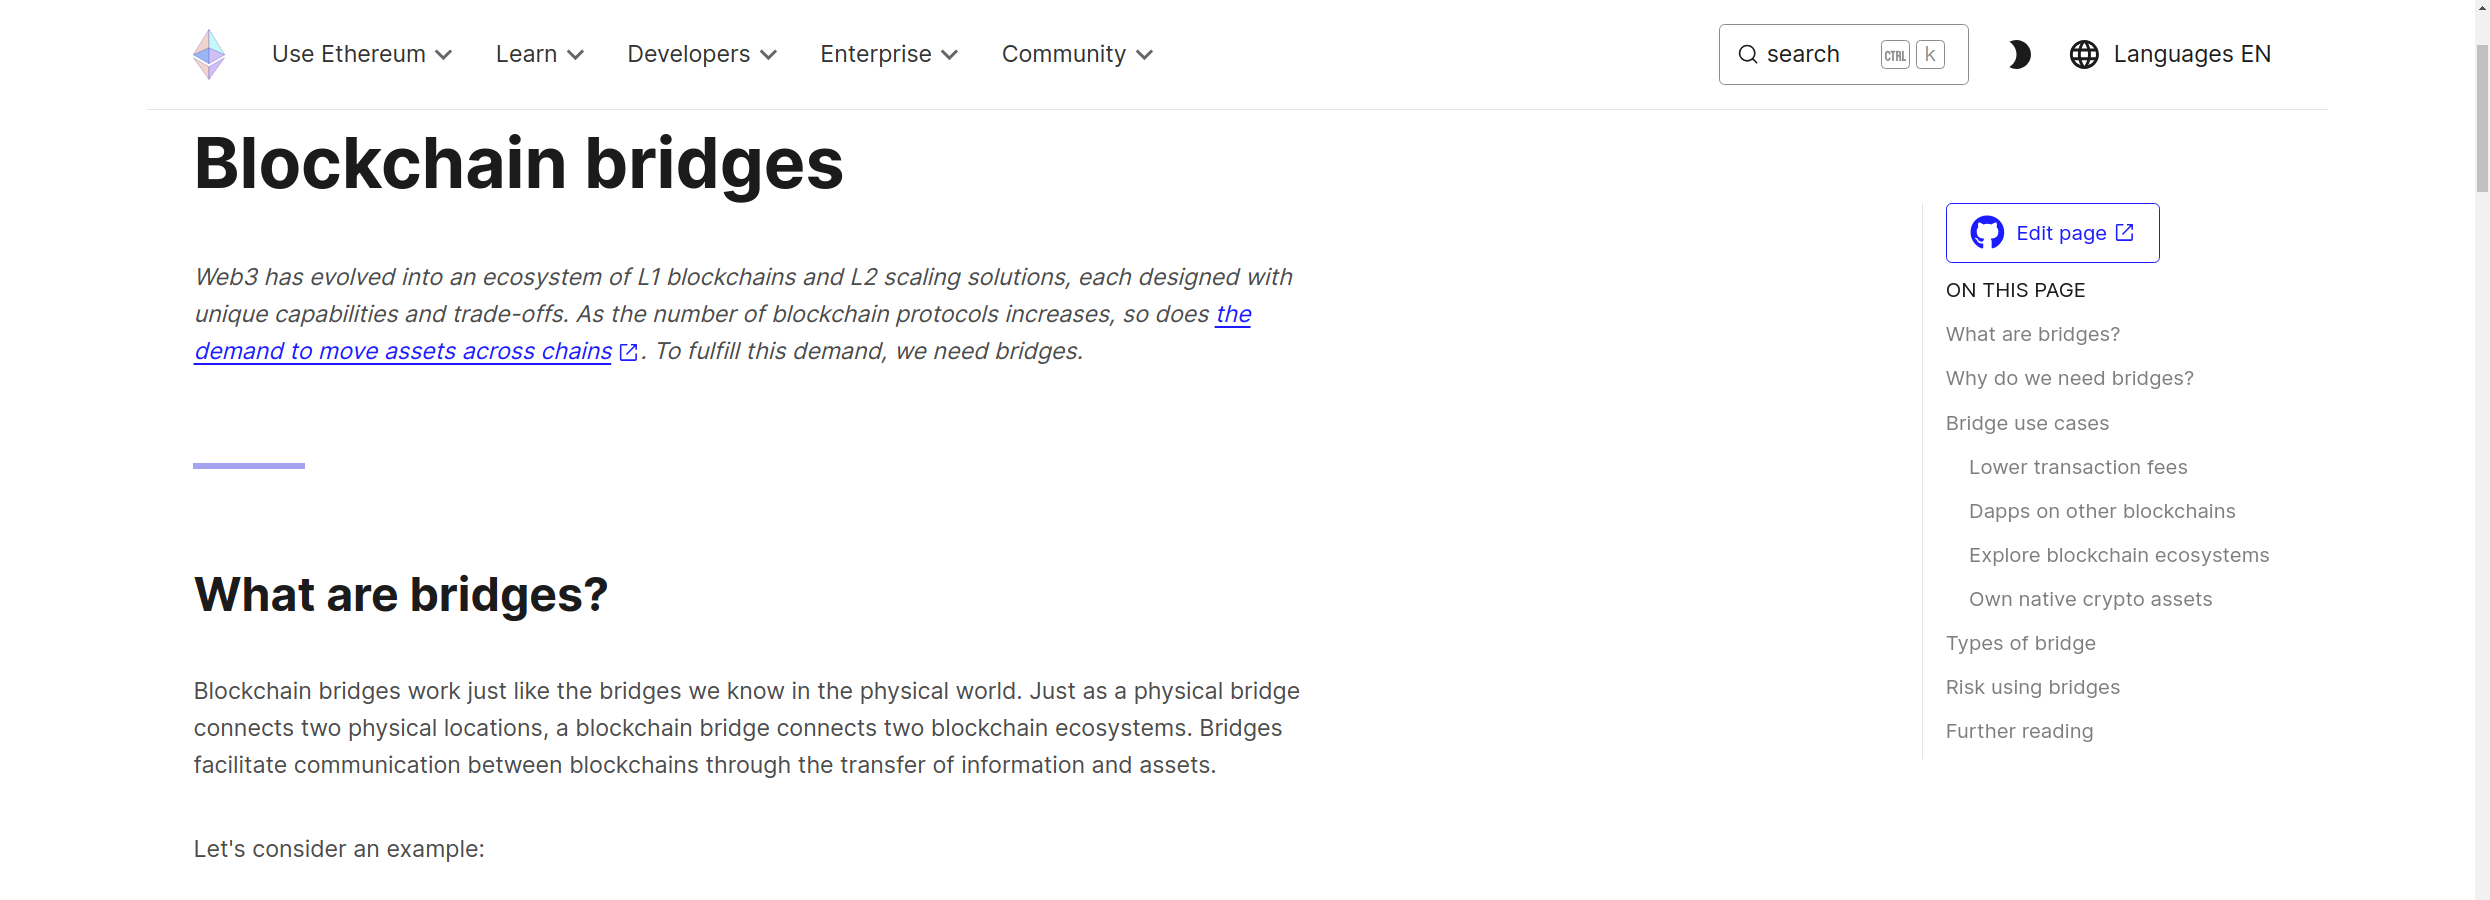 Use Ethereum Learn Developers Enterprise Community search CTRL k Languages EN
Blockchain bridges
Web3 has evolved into an ecosystem of L1 blockchains and L2 scaling solutions, each designed with
unique capabilities and trade-offs. As the number of blockchain protocols increases, so does the
demand to move assets across chains. To fulfill this demand, we need bridges.
What are bridges?
Blockchain bridges work just like the bridges we know in the physical world. Just as a physical bridge
connects two physical locations, a blockchain bridge connects two blockchain ecosystems. Bridges
facilitate communication between blockchains through the transfer of information and assets.
Let's consider an example:
Edit page
ON THIS PAGE
What are bridges?
Why do we need bridges?
Bridge use cases
Lower transaction fees
Dapps on other blockchains
Explore blockchain ecosystems
Own native crypto assets
Types of bridge
Risk using bridges
Further reading